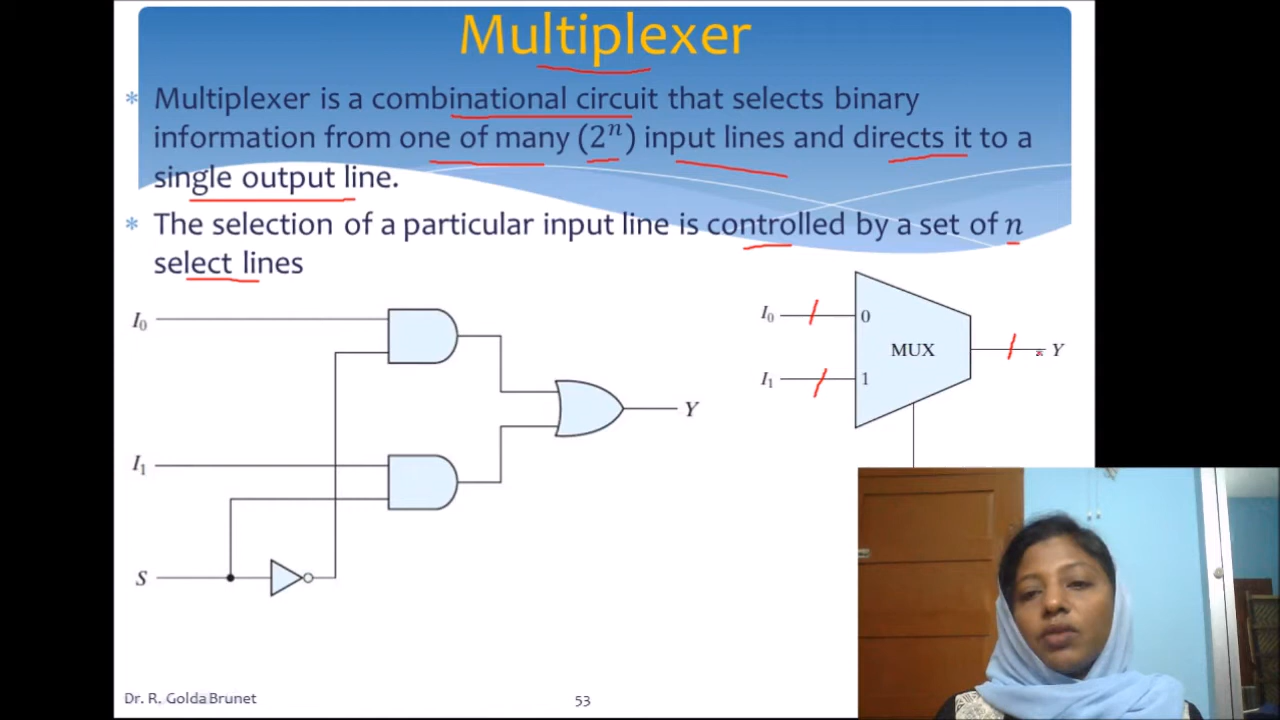 Multiplexer
* Multiplexer is a combinational circuit that selects binary
information from one of many (2ⁿ) input lines and directs it to a
single output line.
* The selection of a particular input line is controlled by a set of n
select lines
I₀
I₁
S
Y
I₀
0
MUX
Y
I₁
1
Dr. R. Golda Brunet
53